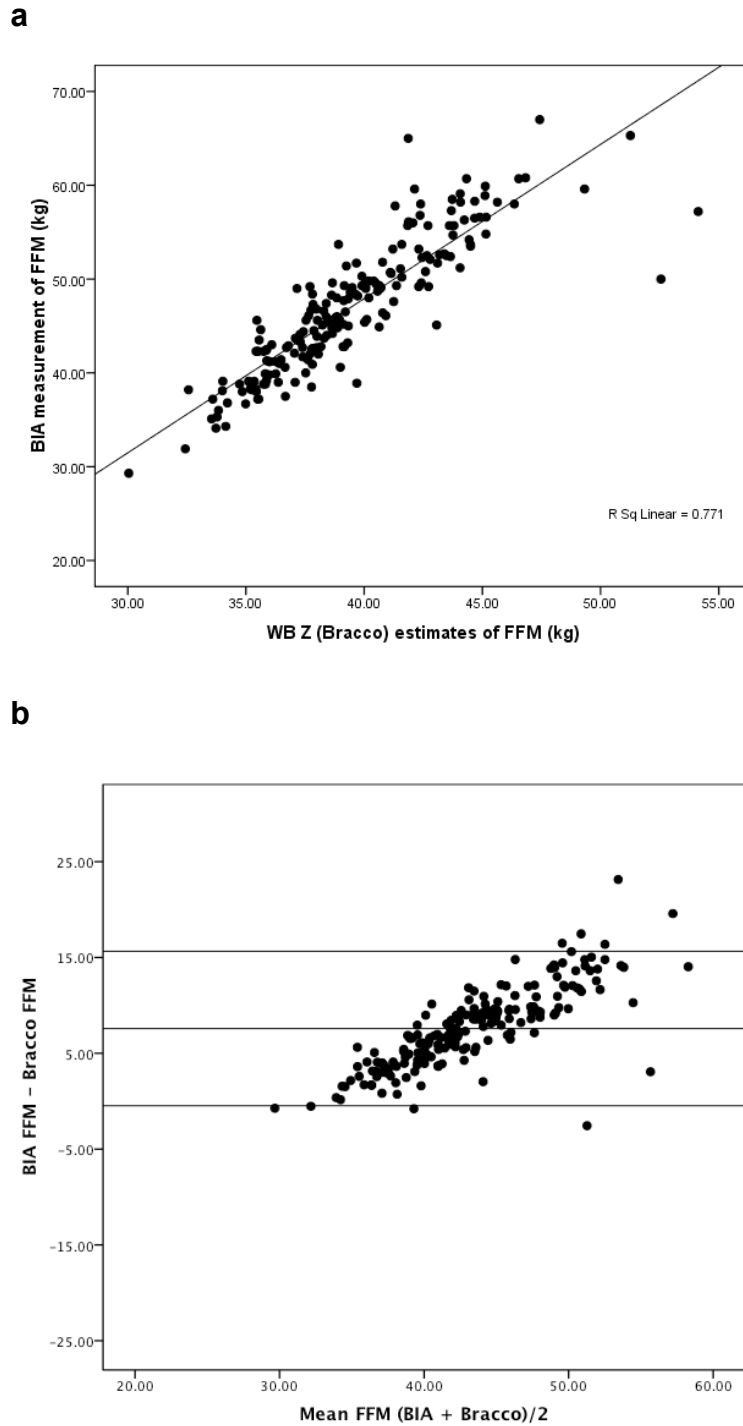 a
70.00
60.00
50.00
40.00
30.00
20.00
BIA measurement of FFM (kg)
R Sq Linear = 0.771
30.00 35.00 40.00 45.00 50.00 55.00
WB Z (Bracco) estimates of FFM (kg)
b
25.00
15.00
5.00
-5.00
-15.00
-25.00
BIA FFM – Bracco FFM
20.00 30.00 40.00 50.00 60.00
Mean FFM (BIA + Bracco)/2